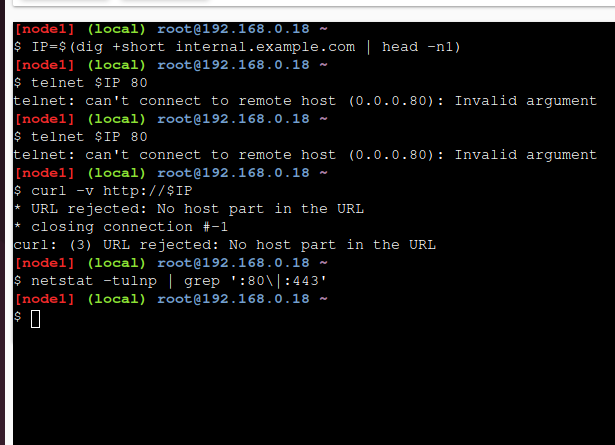 [node1] (local) root@192.168.0.18 ~
$ IP=$(dig +short internal.example.com | head -n1)
[node1] (local) root@192.168.0.18 ~
$ telnet $IP 80
telnet: can't connect to remote host (0.0.0.80): Invalid argument
[node1] (local) root@192.168.0.18 ~
$ telnet $IP 80
telnet: can't connect to remote host (0.0.0.80): Invalid argument
[node1] (local) root@192.168.0.18 ~
$ curl -v http://$IP
* URL rejected: No host part in the URL
* closing connection #-1
curl: (3) URL rejected: No host part in the URL
[node1] (local) root@192.168.0.18 ~
$ netstat -tulnp | grep ':80\|:443'
[node1] (local) root@192.168.0.18 ~
$